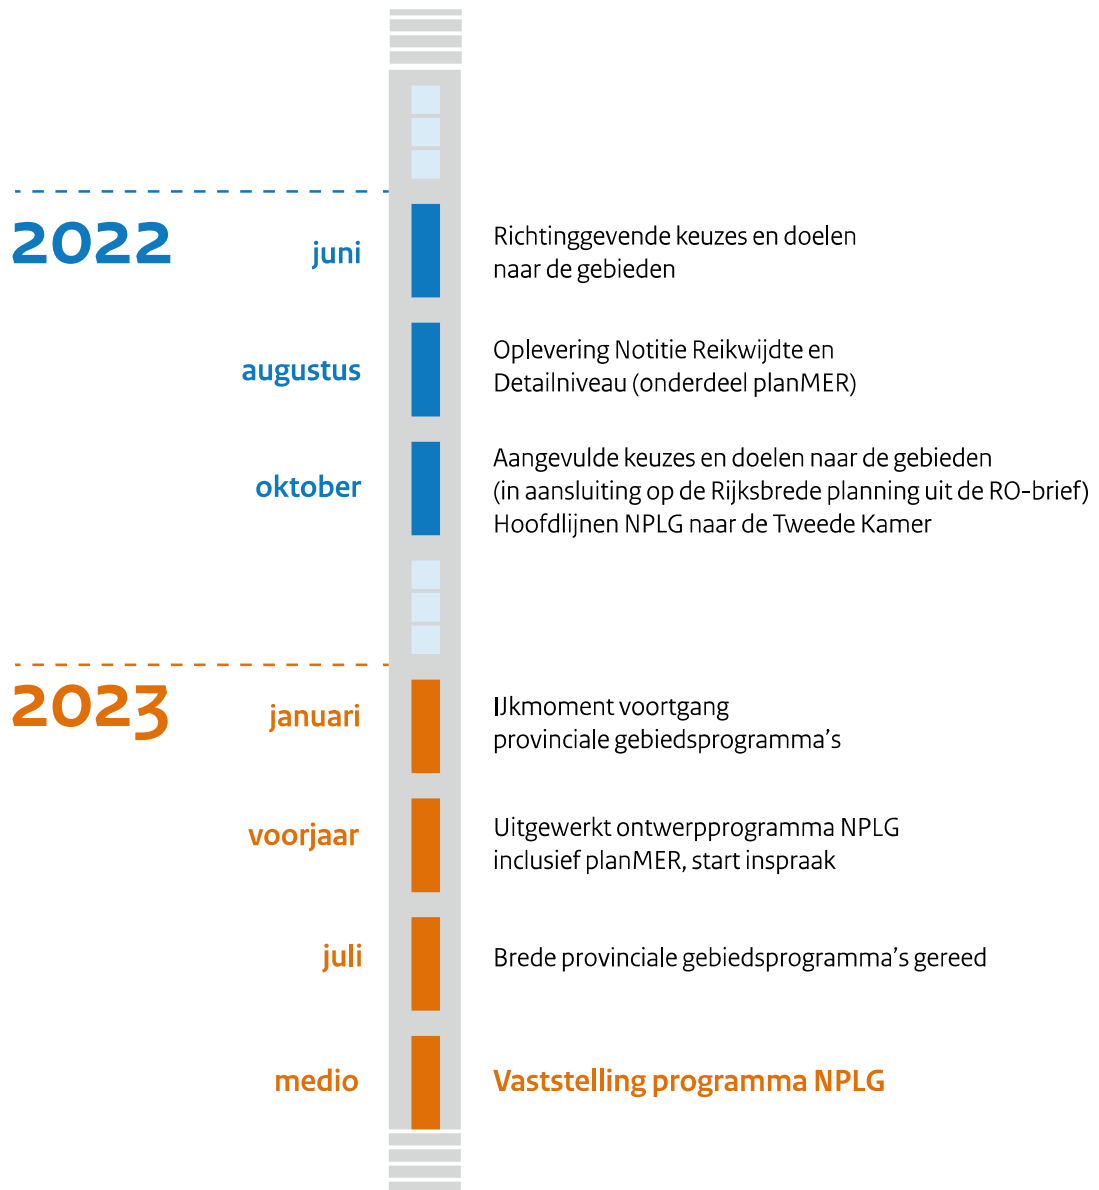 2022
juni
Richtinggevende keuzes en doelen
naar de gebieden
augustus
Oplevering Notitie Reikwijdte en
Detailniveau (onderdeel planMER)
oktober
Aangevulde keuzes en doelen naar de gebieden
(in aansluiting op de Rijksbrede planning uit de RO-brief)
Hoofdlijnen NPLG naar de Tweede Kamer
2023
januari
IJkmoment voortgang
provinciale gebiedsprogramma’s
voorjaar
Uitgewerkt ontwerpprogramma NPLG
inclusief planMER, start inspraak
juli
Brede provinciale gebiedsprogramma’s gereed
medio
Vaststelling programma NPLG